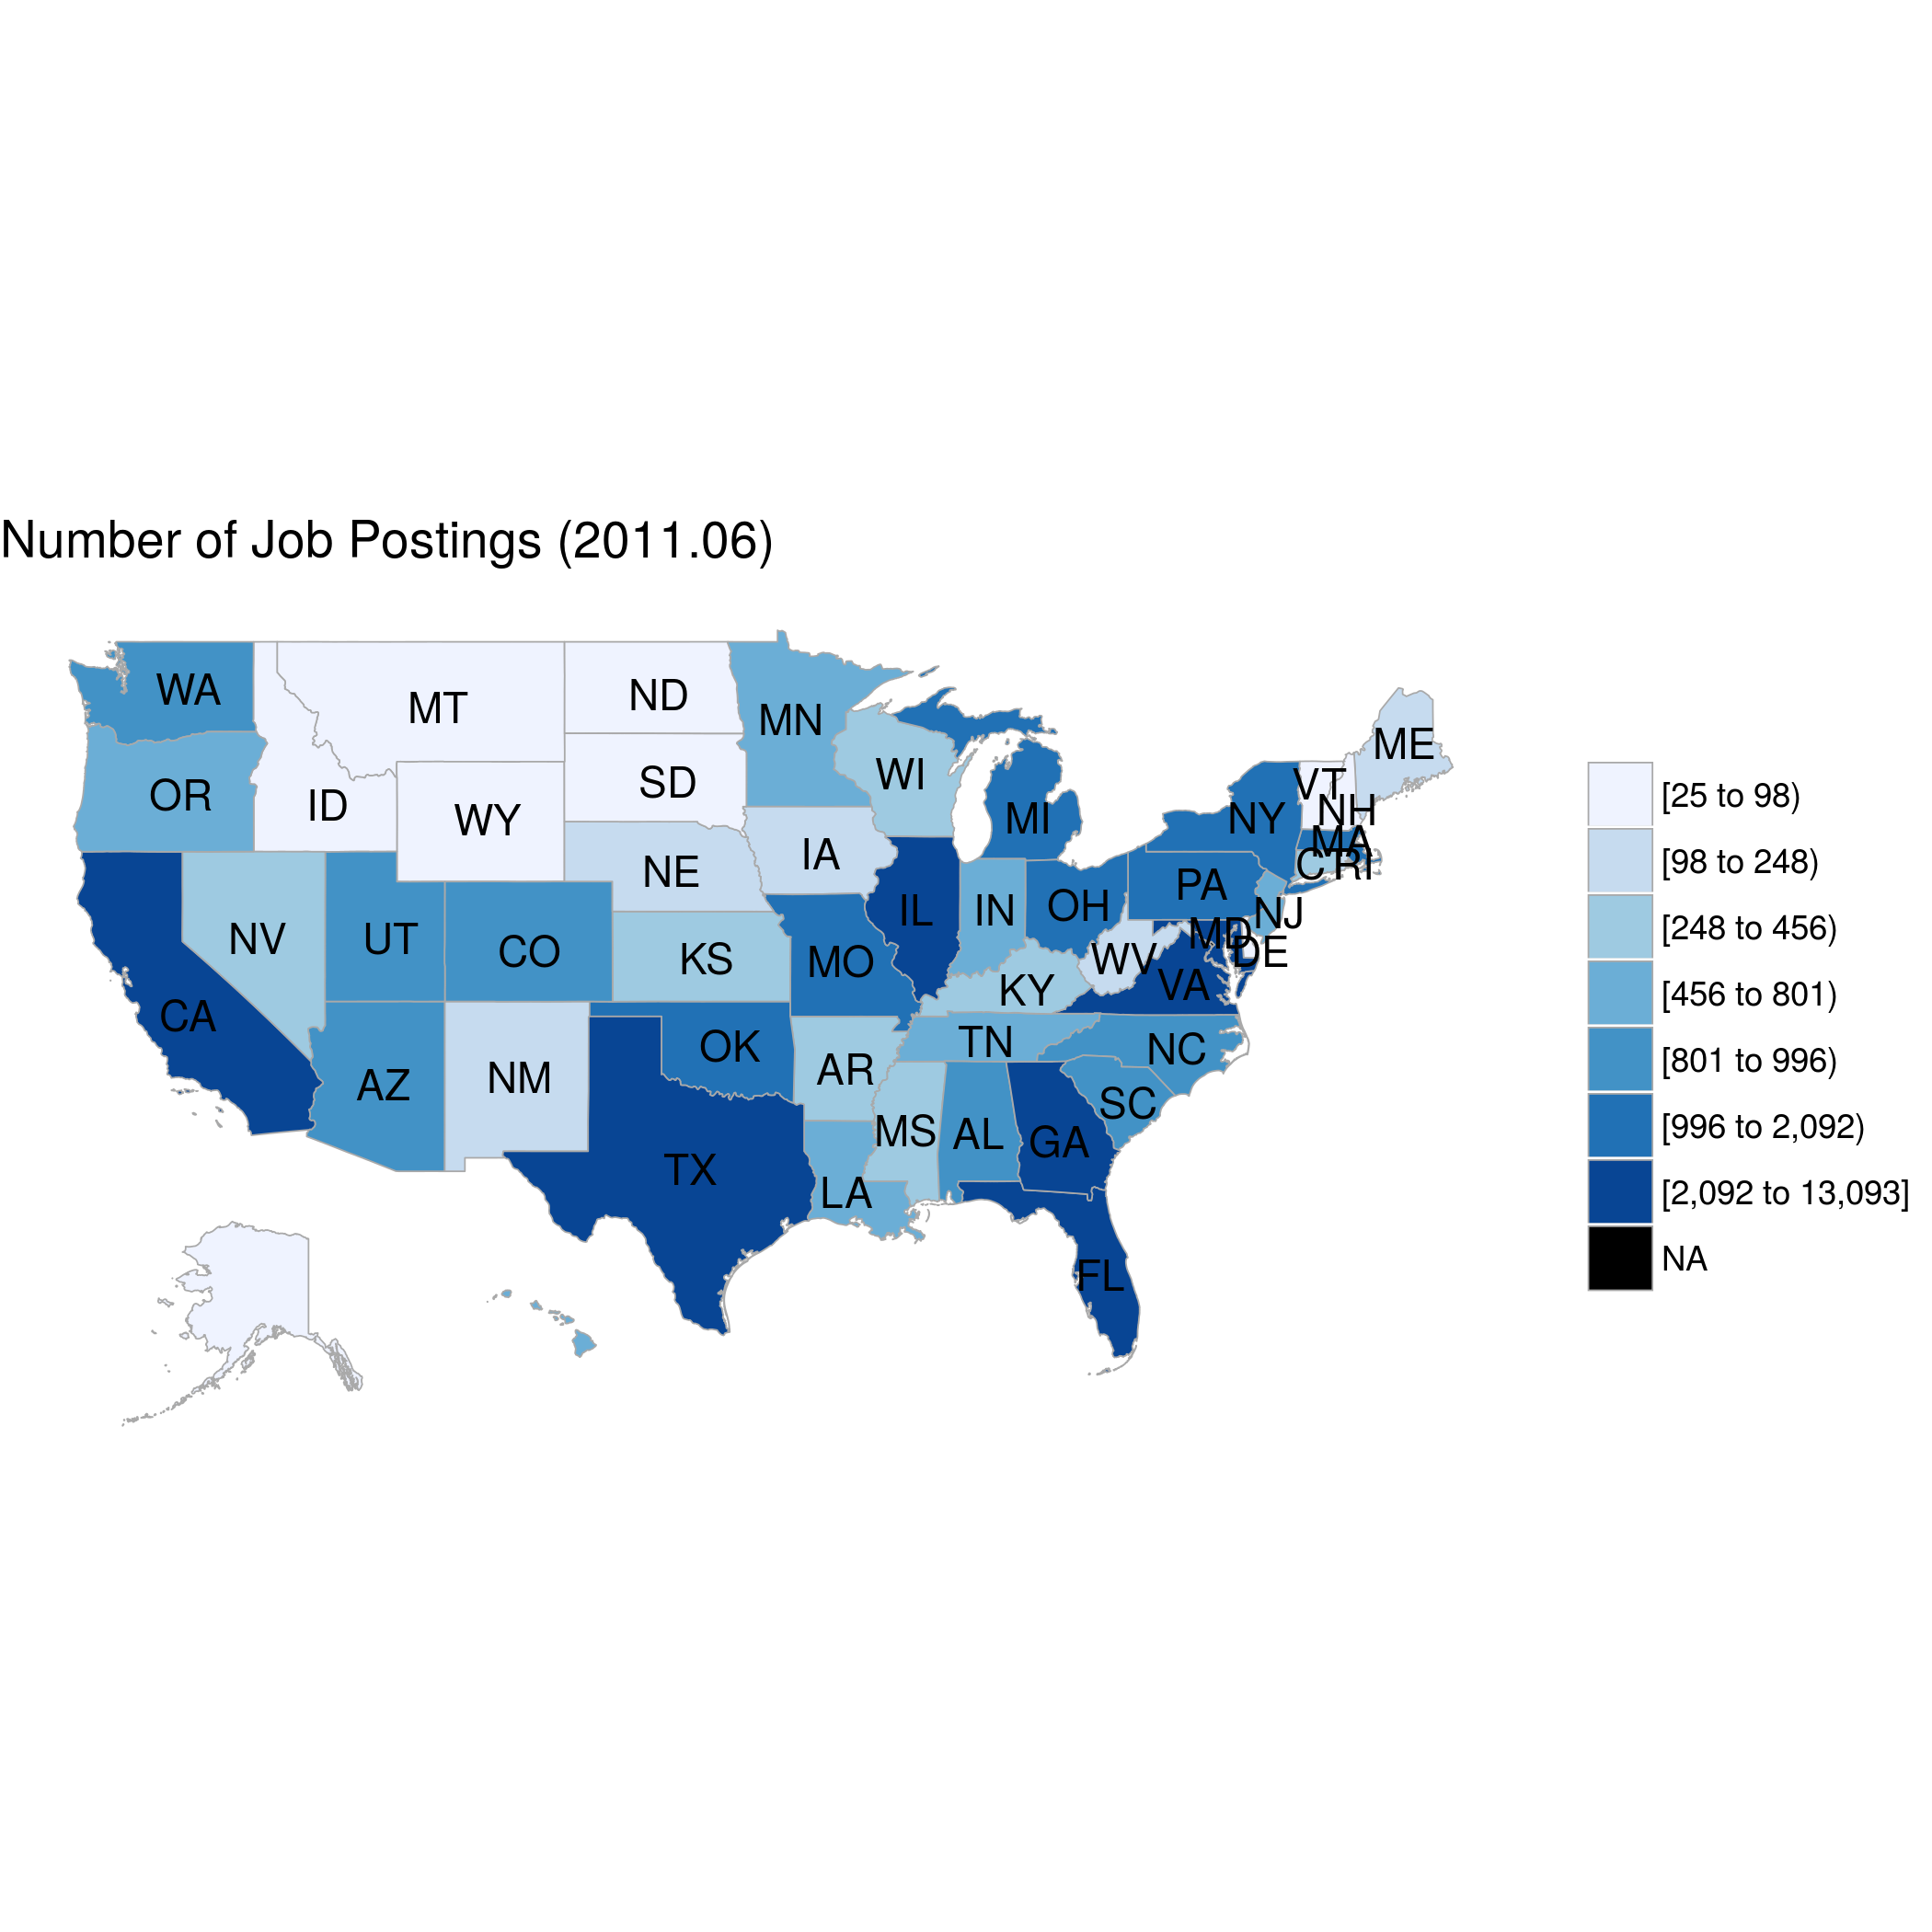 Number of Job Postings (2011.06)
WA
MT
ND
MN
ME
OR
ID
WY
SD
WI
MI
NY
VT
NH
MA
CT
RI
NE
IA
PA
NJ
NV
UT
CO
KS
MO
IL
IN
OH
MD
DE
WV
VA
KY
CA
AZ
NM
OK
AR
TN
NC
SC
TX
LA
MS
AL
GA
FL
[25 to 98)
[98 to 248)
[248 to 456)
[456 to 801)
[801 to 996)
[996 to 2,092)
[2,092 to 13,093]
NA